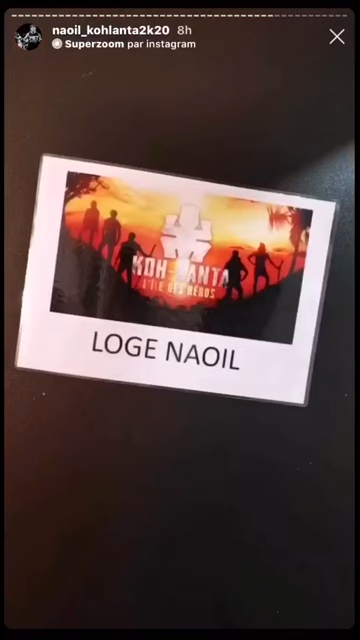 naoil_kohlanta2k20 8h
Superzoom par instagram
KOH-LANTA
L'ÎLE DES HÉROS
LOGE NAOIL